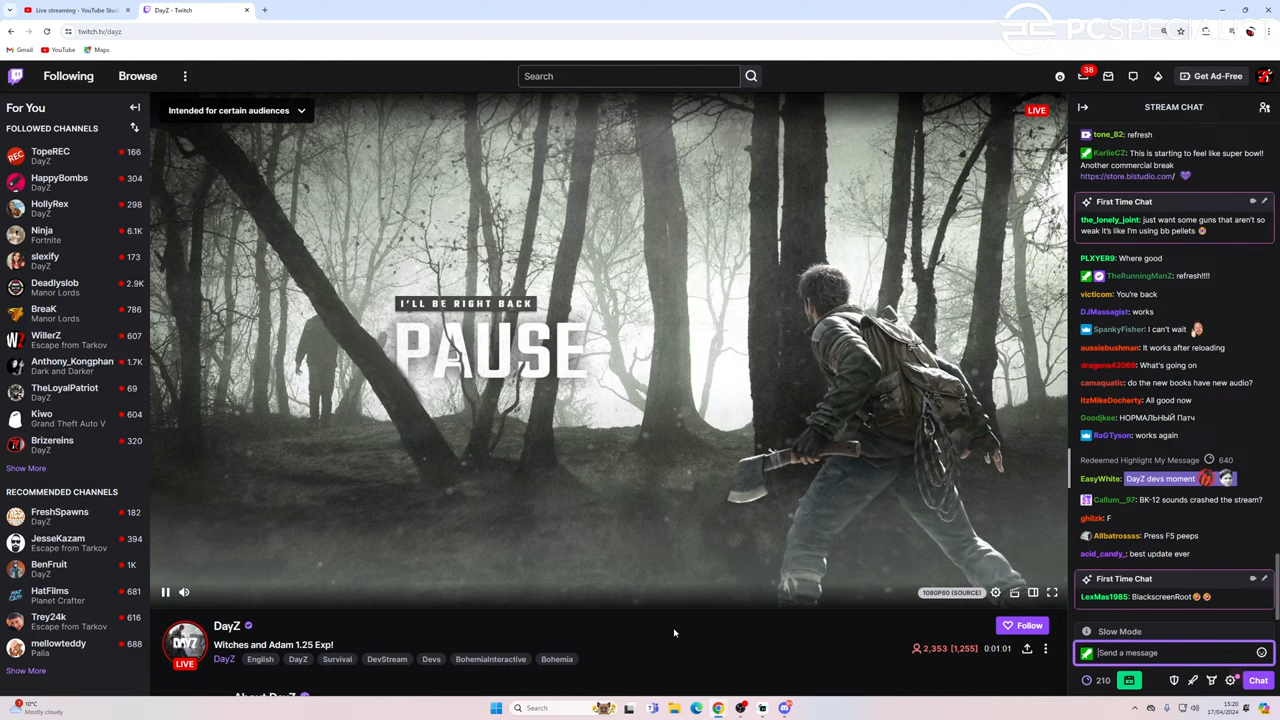 Live streaming - YouTube Stud
DayZ - Twitch
twitch.tv/dayz
Gmail
YouTube
Maps
PCSPECIALIST
Following
Browse
Search
38
Get Ad-Free
For You
FOLLOWED CHANNELS
TopeREC
DayZ
166
HappyBombs
DayZ
304
HollyRex
DayZ
298
Ninja
Fortnite
6.1K
slexify
DayZ
173
Deadlyslob
Manor Lords
2.9K
BreaK
Manor Lords
786
WillerZ
Escape from Tarkov
607
Anthony_Kongphan
Dark and Darker
1.7K
TheLoyalPatriot
DayZ
69
Kiwo
Grand Theft Auto V
604
Brizereins
DayZ
320
Show More
RECOMMENDED CHANNELS
FreshSpawns
DayZ
182
JesseKazam
Escape from Tarkov
394
BenFruit
DayZ
1K
HatFilms
Planet Crafter
681
Trey24k
Escape from Tarkov
616
mellowteddy
Palia
Show More
Intended for certain audiences
LIVE
I'LL BE RIGHT BACK
PAUSE
1080P60 (SOURCE)
DAYZ
LIVE
DayZ
Witches and Adam 1.25 Exp!
DayZ
English
DayZ
Survival
DevStream
Devs
BohemiaInteractive
Bohemia
Follow
2,353 [1,255]
0:01:01
STREAM CHAT
tone_82: refresh
KarlieCZ: This is starting to feel like super bowl!
Another commercial break
https://store.bistudio.com/
First Time Chat
the_lonely_joint: just want some guns that aren't so
weak it's like I'm using bb pellets
PLXYER9: Where good
TheRunningManZ: refresh!!!!
victicom: You're back
DJMassagist: works
SpankyFisher: I can't wait
aussiebushman: It works after reloading
dragons42069: What's going on
camaquatic: do the new books have new audio?
ItzMikeDocherty: All good now
Goodjkee: НОРМАЛЬНЫЙ Патч
RaGTyson: works again
Redeemed Highlight My Message 640
EasyWhite: DayZ devs moment
Callum__97: BK-12 sounds crashed the stream?
ghilzk: F
Allbatrossss: Press F5 peeps
acid_candy_: best update ever
First Time Chat
LexMas1985: BlackscreenRoot
Slow Mode
Send a message
210
Chat
10°C
Mostly cloudy
Search
15:20
17/04/2024